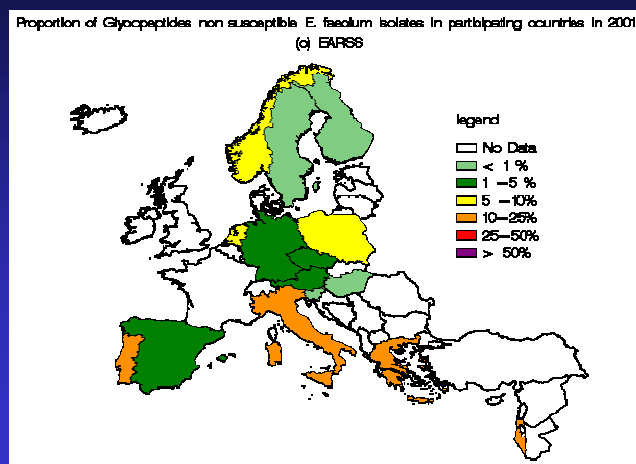 Proportion of Glycopeptides non susceptible E. faecium isolates in participating countries in 2001
(c) EARSS
legend
No Data
< 1 %
1 -5 %
5 -10%
10-25%
25-50%
> 50%